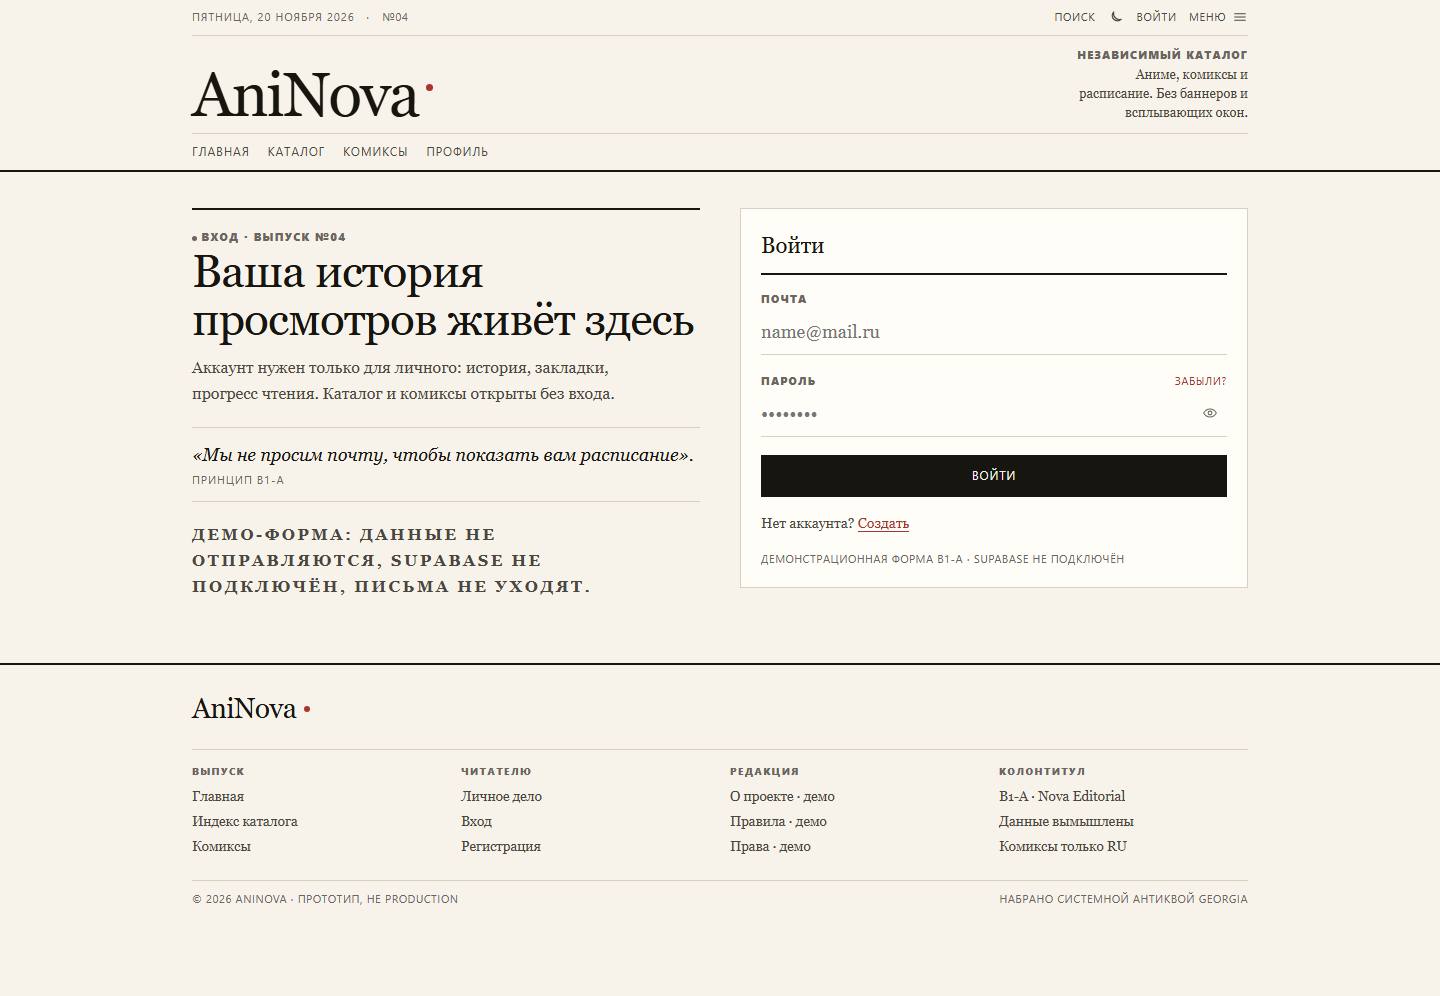 ПЯТНИЦА, 20 НОЯБРЯ 2026 · №04
ПОИСК ВОЙТИ МЕНЮ
AniNova
НЕЗАВИСИМЫЙ КАТАЛОГ
Аниме, комиксы и
расписание. Без баннеров и
всплывающих окон.
ГЛАВНАЯ КАТАЛОГ КОМИКСЫ ПРОФИЛЬ
ВХОД · ВЫПУСК №04
Ваша история
просмотров живёт здесь
Аккаунт нужен только для личного: история, закладки,
прогресс чтения. Каталог и комиксы открыты без входа.
«Мы не просим почту, чтобы показать вам расписание».
ПРИНЦИП B1-A
ДЕМО-ФОРМА: ДАННЫЕ НЕ
ОТПРАВЛЯЮТСЯ, SUPABASE НЕ
ПОДКЛЮЧЁН, ПИСЬМА НЕ УХОДЯТ.
Войти
ПОЧТА
name@mail.ru
ПАРОЛЬ ЗАБЫЛИ?
••••••••
ВОЙТИ
Нет аккаунта? Создать
ДЕМОНСТРАЦИОННАЯ ФОРМА B1-A · SUPABASE НЕ ПОДКЛЮЧЁН
AniNova
ВЫПУСК
Главная
Индекс каталога
Комиксы
ЧИТАТЕЛЮ
Личное дело
Вход
Регистрация
РЕДАКЦИЯ
О проекте · демо
Правила · демо
Права · демо
КОЛОНТИТУЛ
B1-A · Nova Editorial
Данные вымышлены
Комиксы только RU
© 2026 ANINOVA · ПРОТОТИП, НЕ PRODUCTION
НАБРАНО СИСТЕМНОЙ АНТИКВОЙ GEORGIA